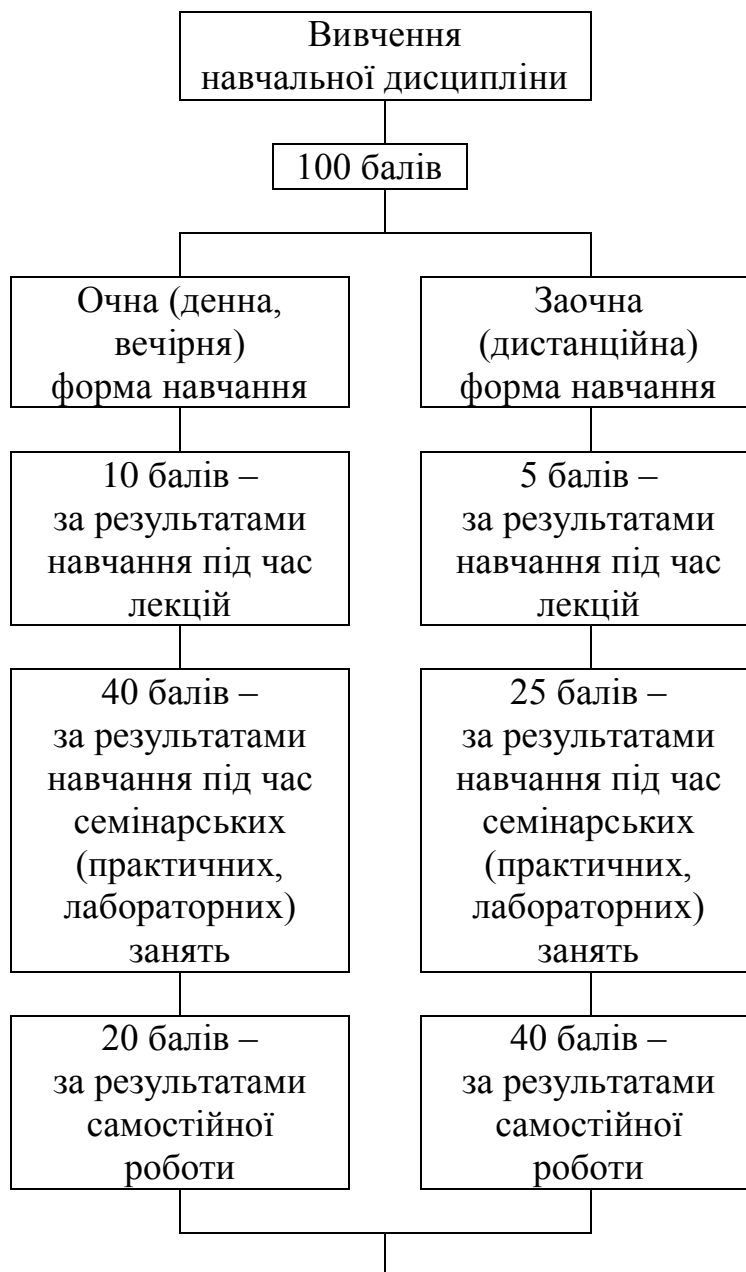 Вивчення
навчальної дисципліни
100 балів
Очна (денна,
вечірня)
форма навчання
10 балів –
за результатами
навчання під час
лекцій
40 балів –
за результатами
навчання під час
семінарських
(практичних,
лабораторних)
занять
20 балів –
за результатами
самостійної
роботи
Заочна
(дистанційна)
форма навчання
5 балів –
за результатами
навчання під час
лекцій
25 балів –
за результатами
навчання під час
семінарських
(практичних,
лабораторних)
занять
40 балів –
за результатами
самостійної
роботи